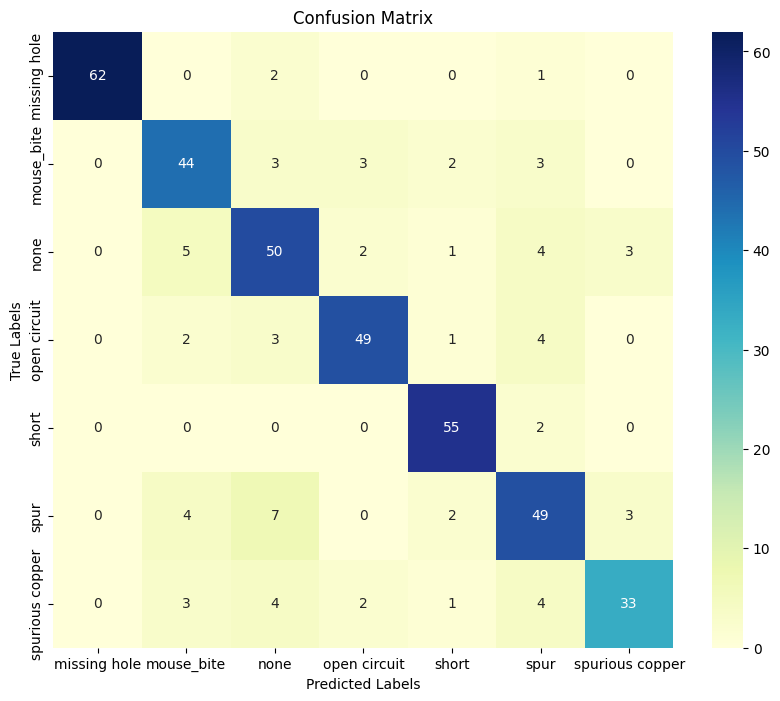 Confusion Matrix
True Labels
missing hole 62 0 2 0 0 1 0
mouse_bite 0 44 3 3 2 3 0
none 0 5 50 2 1 4 3
open circuit 0 2 3 49 1 4 0
short 0 0 0 0 55 2 0
spur 0 4 7 0 2 49 3
spurious copper 0 3 4 2 1 4 33
missing hole mouse_bite none open circuit short spur spurious copper
Predicted Labels
60
50
40
30
20
10
0